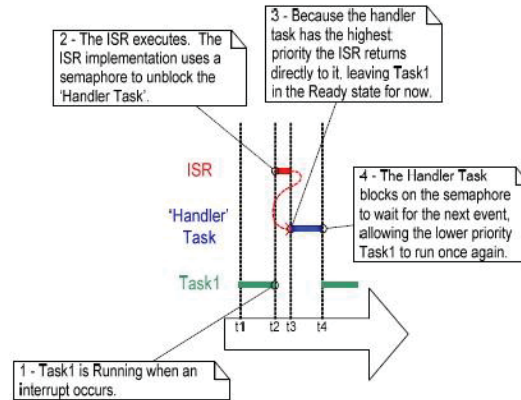 2 - The ISR executes. The
ISR implementation uses a
semaphore to unblock the
'Handler Task'.
3 - Because the handler
task has the highest
priority the ISR returns
directly to it, leaving Task1
in the Ready state for now.
ISR
'Handler'
Task
4 - The Handler Task
blocks on the semaphore
to wait for the next event,
allowing the lower priority
Task1 to run once again.
Task1
t1 t2 t3 t4
1 - Task1 is Running when an
interrupt occurs.